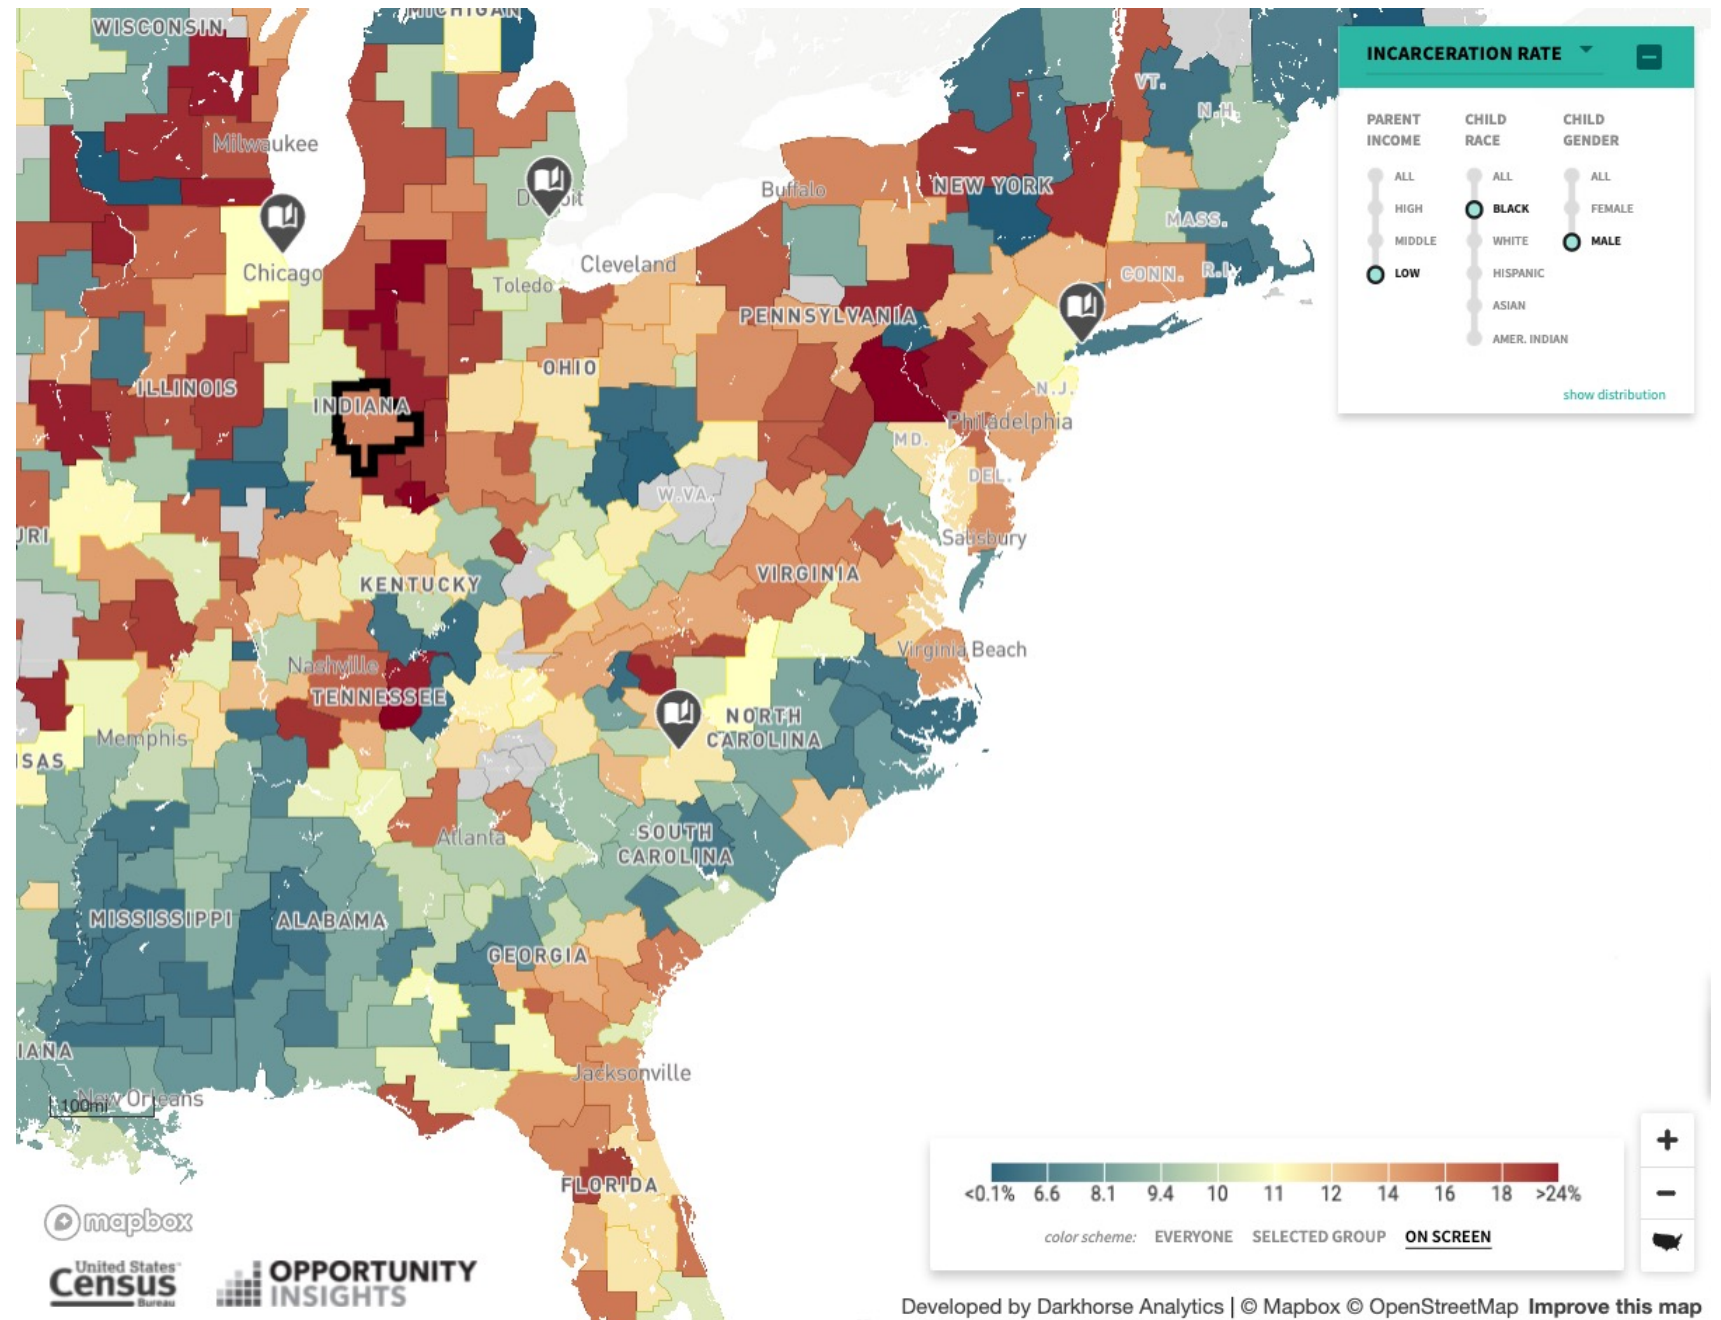 MICHIGAN
WISCONSIN
Milwaukee
Detroit
Buffalo
NEW YORK
VT.
N.H.
MASS.
CONN.
R.I.
Chicago
Cleveland
Toledo
PENNSYLVANIA
ILLINOIS
INDIANA
OHIO
N.J.
Philadelphia
MD.
DEL.
W.VA.
Salisbury
URI
KENTUCKY
VIRGINIA
Virginia Beach
Nashville
TENNESSEE
NORTH
CAROLINA
Memphis
SAS
Atlanta
SOUTH
CAROLINA
MISSISSIPPI
ALABAMA
GEORGIA
IANA
New Orleans
100mi
Jacksonville
FLORIDA
INCARCERATION RATE
PARENT
INCOME
ALL
HIGH
MIDDLE
LOW
CHILD
RACE
ALL
BLACK
WHITE
HISPANIC
ASIAN
AMER. INDIAN
CHILD
GENDER
ALL
FEMALE
MALE
show distribution
<0.1% 6.6 8.1 9.4 10 11 12 14 16 18 >24%
color scheme: EVERYONE SELECTED GROUP ON SCREEN
mapbox
United States
Census
Bureau
OPPORTUNITY
INSIGHTS
Developed by Darkhorse Analytics | © Mapbox © OpenStreetMap Improve this map